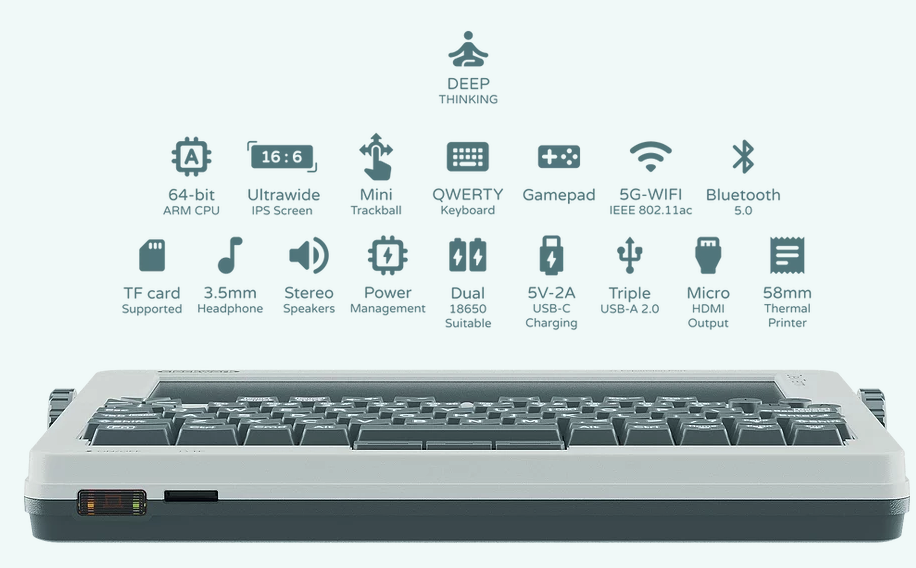 DEEP
THINKING
A
16:6
64-bit
ARM CPU
Ultrawide
IPS Screen
Mini
Trackball
QWERTY
Keyboard
Gamepad
5G-WIFI
IEEE 802.11ac
Bluetooth
5.0
TF card
Supported
3.5mm
Headphone
Stereo
Speakers
Power
Management
Dual
18650
Suitable
5V-2A
USB-C
Charging
Triple
USB-A 2.0
Micro
HDMI
Output
58mm
Thermal
Printer
Alt
Ctrl